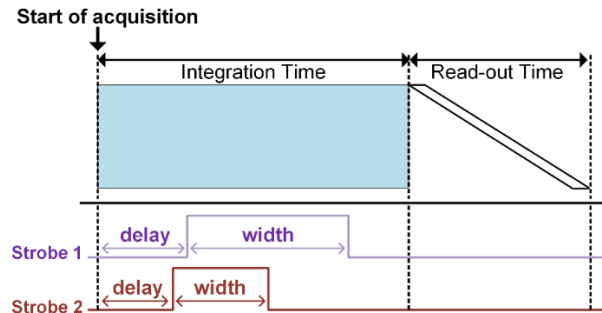 Start of acquisition
Integration Time
Read-out Time
delay
width
Strobe 1
delay
width
Strobe 2